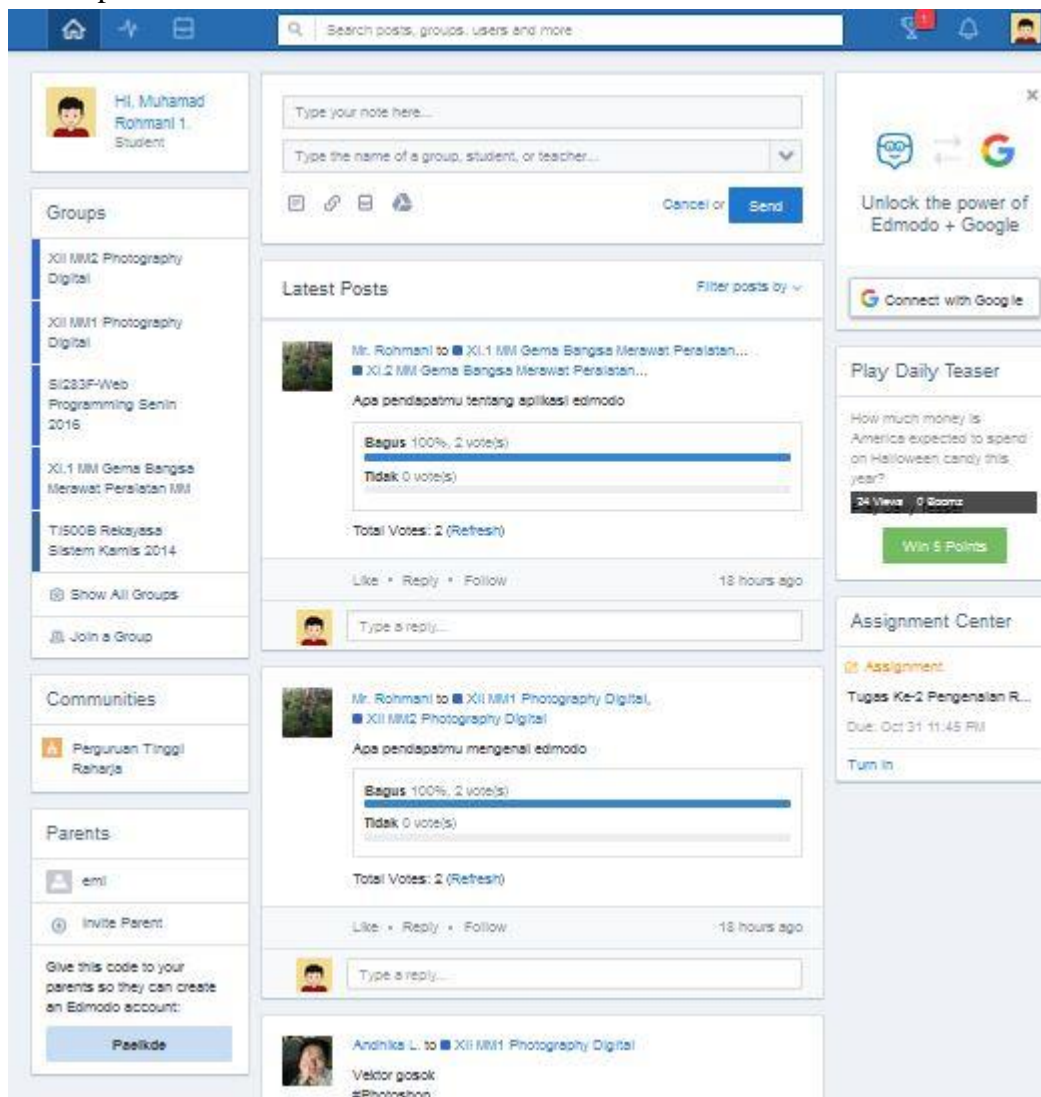 1
Search posts, groups, users and more
Hi, Muhamad
Rohmani 1.
Student
Groups
XII MM2 Photography
Digital
XII MM1 Photography
Digital
SI283F-Web
Programming Senin
2016
XI.1 MM Gema Bangsa
Merawat Peralatan MM
TI500B Rekayasa
Sistem Kamis 2014
Show All Groups
Join a Group
Communities
Perguruan Tinggi
Raharja
Parents
emi
Invite Parent
Give this code to your
parents so they can create
an Edmodo account:
Type your note here...
Type the name of a group, student, or teacher...
Cancel or Send
Latest Posts
Filter posts by
Mr. Rohmani to XI.1 MM Gema Bangsa Merawat Peralatan...
XI.2 MM Gema Bangsa Merawat Peralatan...
Apa pendapatmu tentang aplikasi edmodo
Bagus 100%, 2 vote(s)
Tidak 0 vote(s)
Total Votes: 2 (Refresh)
Like • Reply • Follow
18 hours ago
Type a reply...
Mr. Rohmani to XII MM1 Photography Digital,
XII MM2 Photography Digital
Apa pendapatmu mengenai edmodo
Bagus 100%, 2 vote(s)
Tidak 0 vote(s)
Total Votes: 2 (Refresh)
Like • Reply • Follow
18 hours ago
Type a reply...
Andhika L. to XII MM1 Photography Digital
Vektor gosok
#Photoshop
Unlock the power of
Edmodo + Google
G Connect with Google
Play Daily Teaser
How much money is
America expected to spend
on Halloween candy this
year?
24 Views 0 Booms
Win 5 Points
Assignment Center
Assignment
Tugas Ke-2 Pengenalan R...
Due: Oct 31 11:45 PM
Turn in